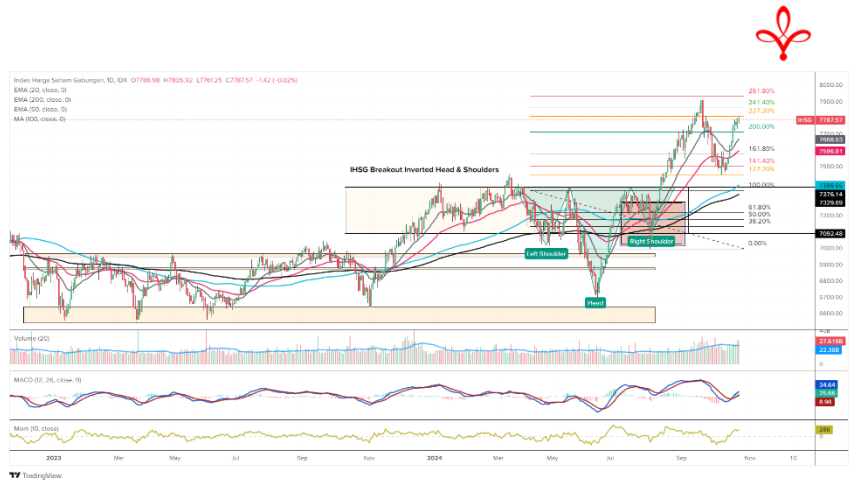 Index Harga Saham Gabungan, 1D, IDX O7788.98 H7805.92 L7761.25 C7787.57 -1.42 (-0.02%)
EMA (20, close, 0)
EMA (200, close, 0)
EMA (50, close, 0)
MA (100, close, 0)
IHSG Breakout Inverted Head & Shoulders
Left Shoulder
Head
Right Shoulder
261.80%
241.40%
227.20%
200.00%
161.80%
141.40%
127.20%
100.00%
61.80%
50.00%
38.20%
0.00%
8000.00
7900.00
IHSG 7787.57
7668.63
7596.81
7500.00
7376.14
7329.69
7200.00
7092.48
7000.00
6800.00
6700.00
6600.00
Volume (20)
27.616B
22.388B
MACD (12, 26, close, 9)
34.64
25.66
8.98
Mom (10, close)
286
0
2023
Mar
May
Jul
Sep
Nov
2024
Mar
May
Jul
Sep
Nov
10
TradingView